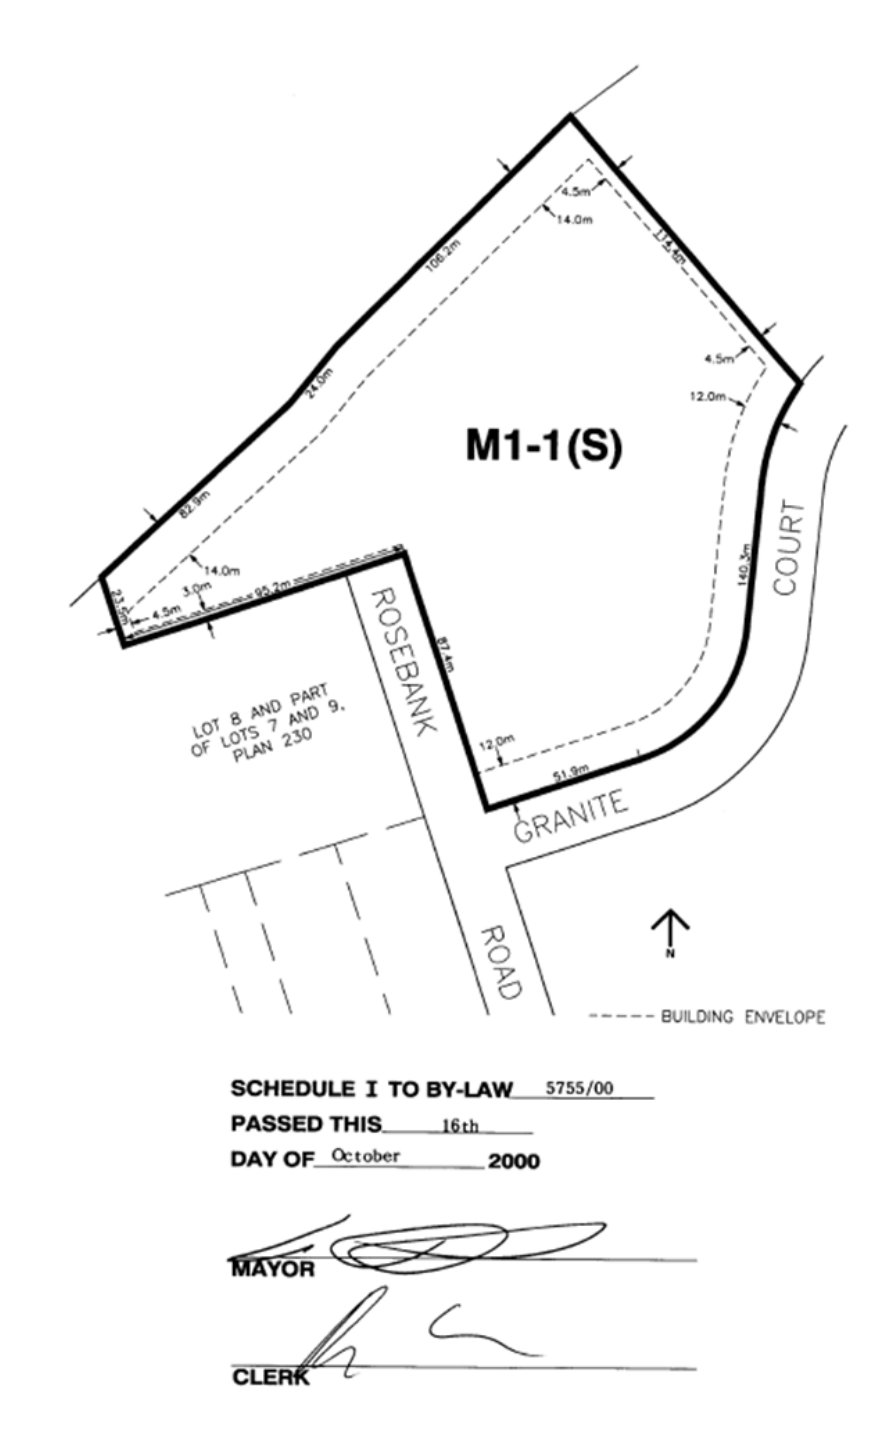 4.5m
14.0m
106.2m
114.4m
4.5m
12.0m
24.0m
M1-1(S)
82.9m
14.0m
3.0m
95.2m
23.5m
4.5m
COURT
140.3m
ROSEBANK
87.4m
LOT 8 AND PART
OF LOTS 7 AND 9,
PLAN 230
12.0m
51.9m
GRANITE
ROAD
N
BUILDING ENVELOPE
SCHEDULE I TO BY-LAW 5755/00
PASSED THIS 16th
DAY OF October 2000
MAYOR
CLERK